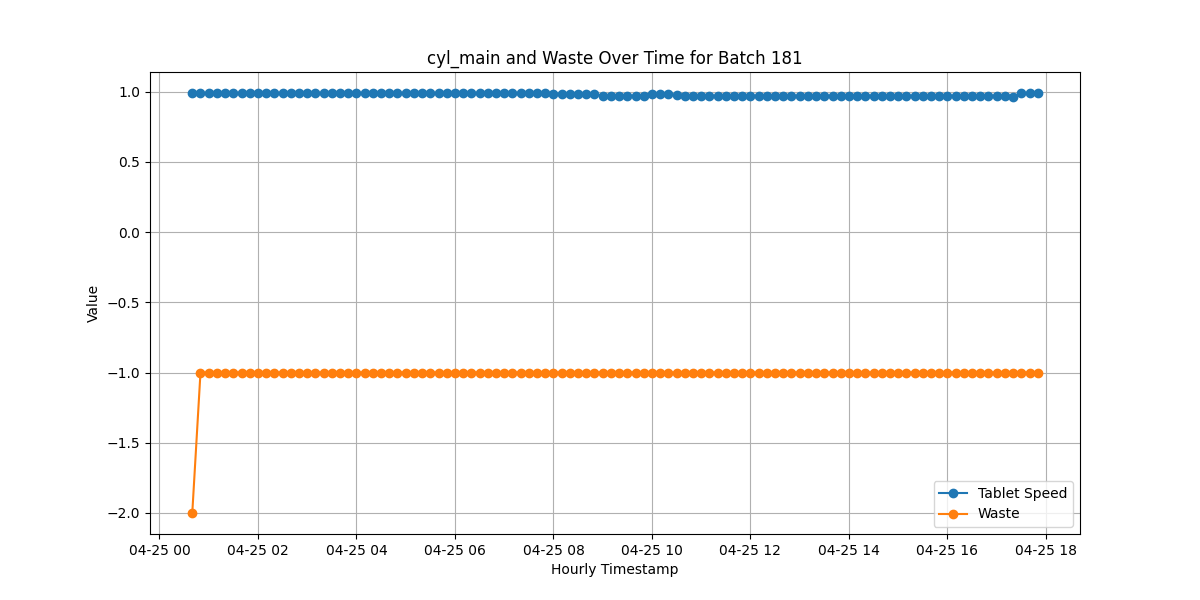 cyl_main and Waste Over Time for Batch 181
1.0
0.5
0.0
−0.5
−1.0
−1.5
−2.0
Value
Tablet Speed
Waste
04-25 00 04-25 02 04-25 04 04-25 06 04-25 08 04-25 10 04-25 12 04-25 14 04-25 16 04-25 18
Hourly Timestamp